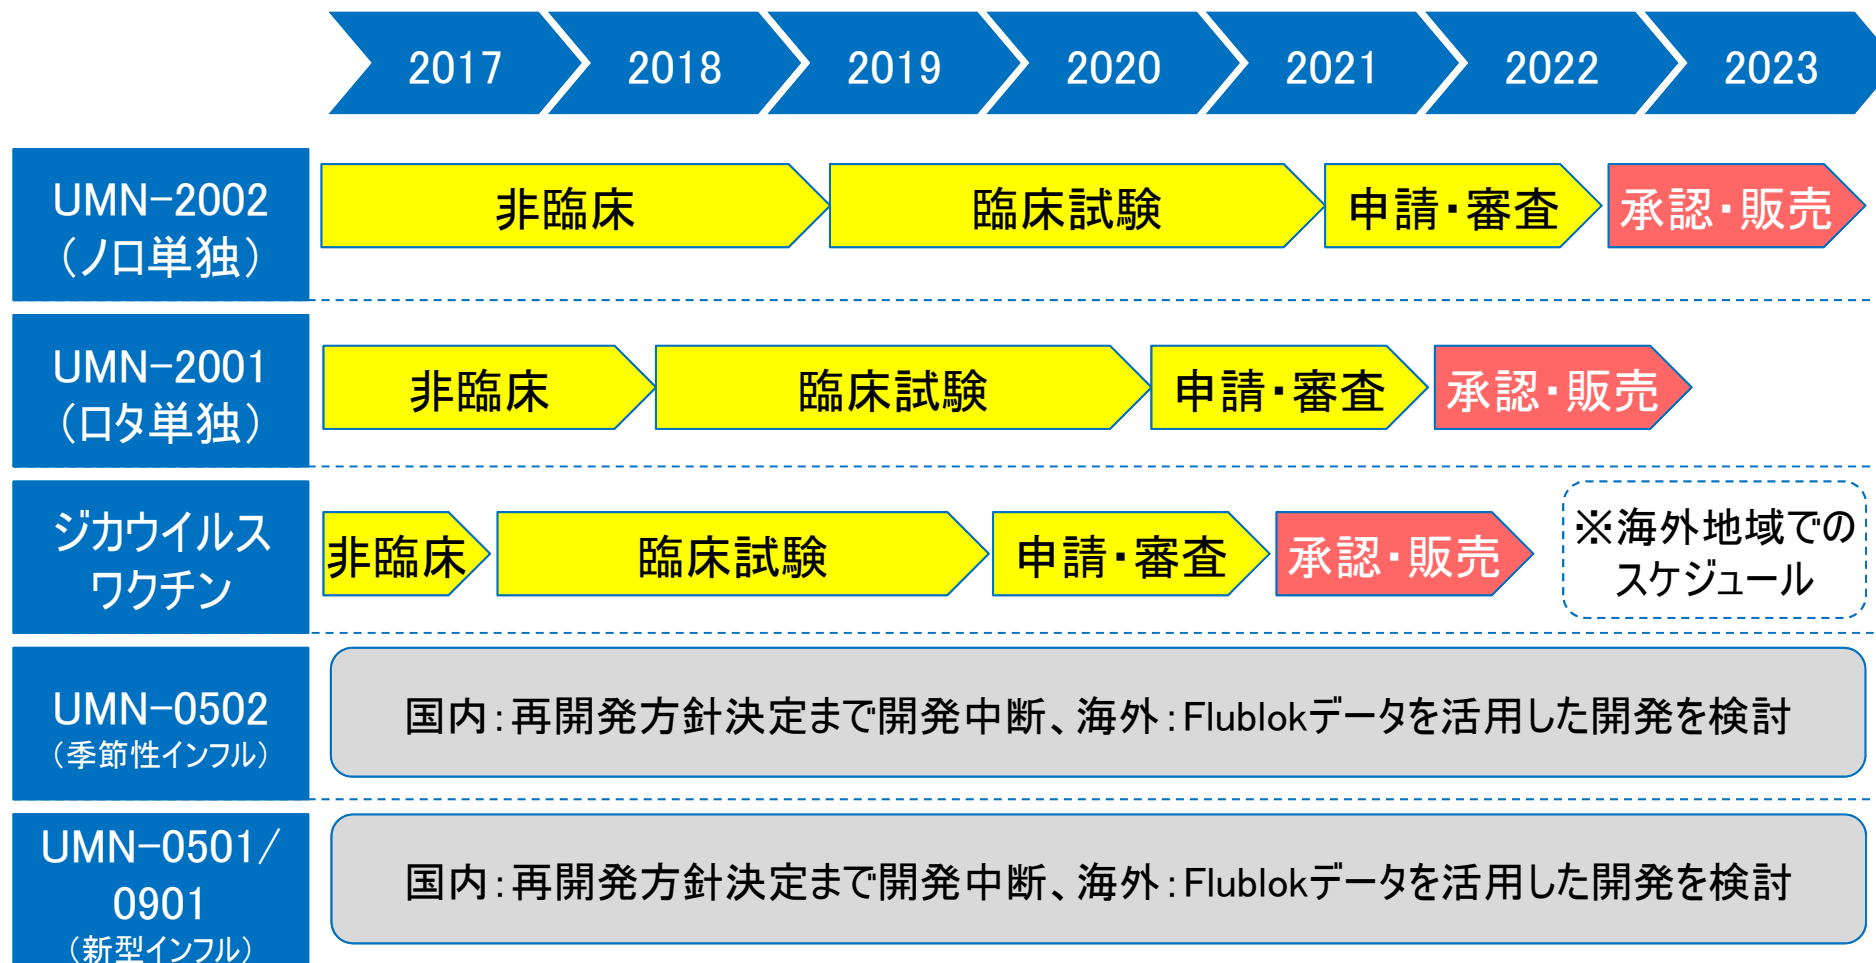 2017 2018 2019 2020 2021 2022 2023
UMN-2002
（ノロ単独）
非臨床 臨床試験 申請・審査 承認・販売
UMN-2001
（ロタ単独）
非臨床 臨床試験 申請・審査 承認・販売
ジカウイルス
ワクチン
非臨床 臨床試験 申請・審査 承認・販売
※海外地域での
スケジュール
UMN-0502
（季節性インフル）
国内：再開発方針決定まで開発中断、海外：Flublokデータを活用した開発を検討
UMN-0501/
0901
（新型インフル）
国内：再開発方針決定まで開発中断、海外：Flublokデータを活用した開発を検討